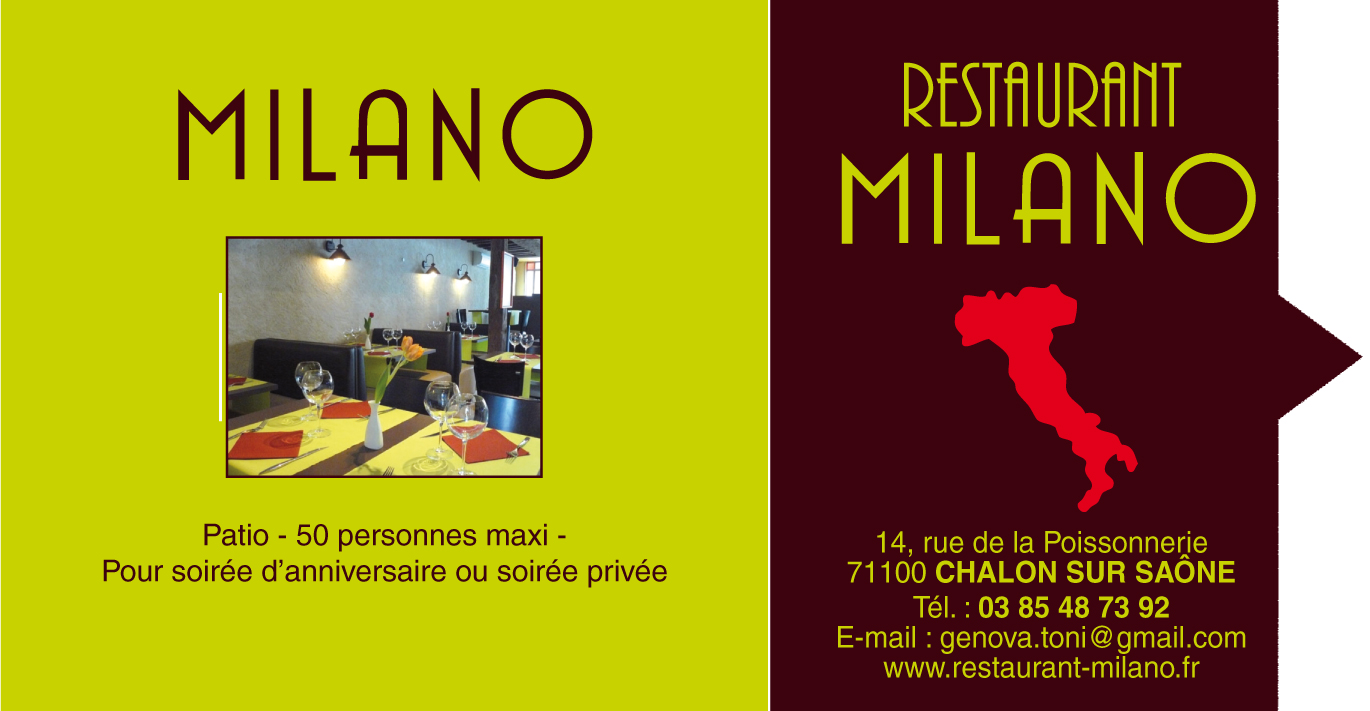 MILANO
Patio - 50 personnes maxi -
Pour soirée d’anniversaire ou soirée privée
RESTAURANT
MILANO
14, rue de la Poissonnerie
71100 CHALON SUR SAÔNE
Tél. : 03 85 48 73 92
E-mail : genova.toni@gmail.com
www.restaurant-milano.fr